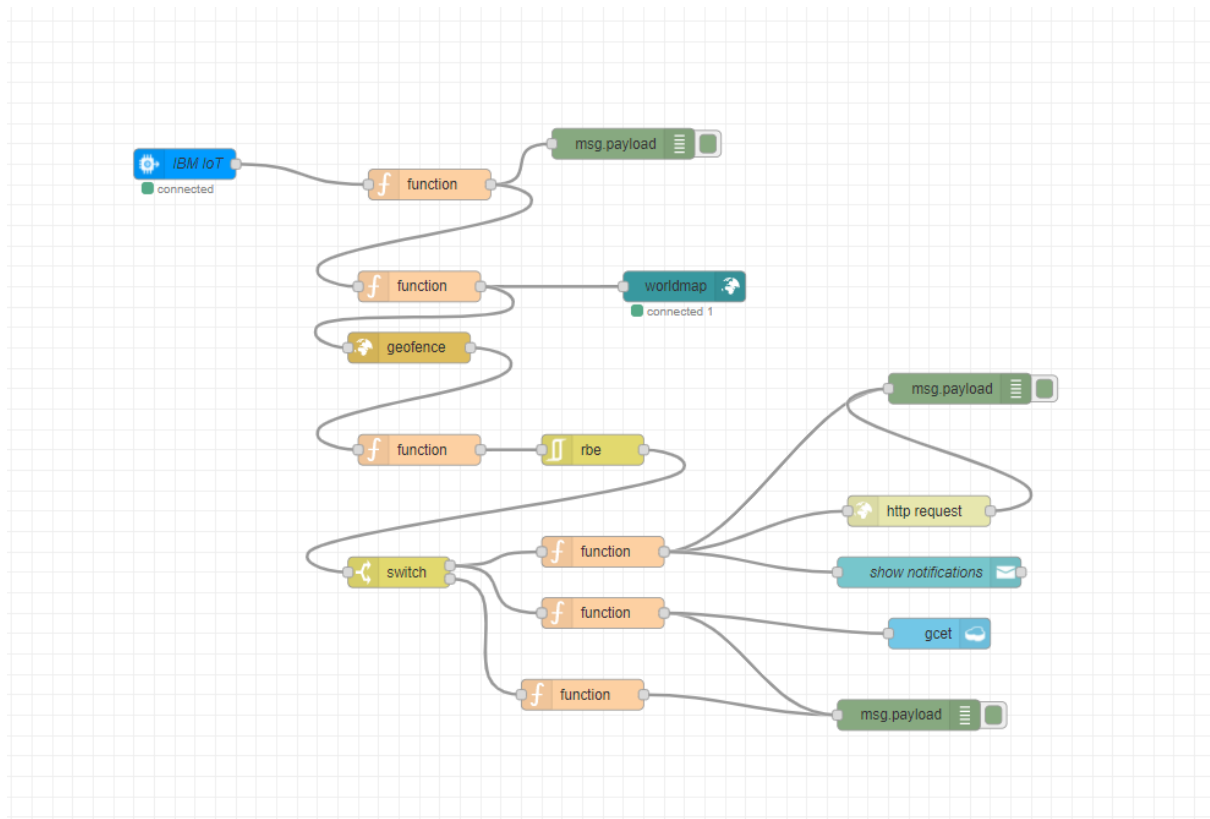 msg.payload
IBM IoT
connected
function
function
worldmap
connected 1
geofence
msg.payload
function
rbe
http request
function
switch
show notifications
function
gcet
function
msg.payload